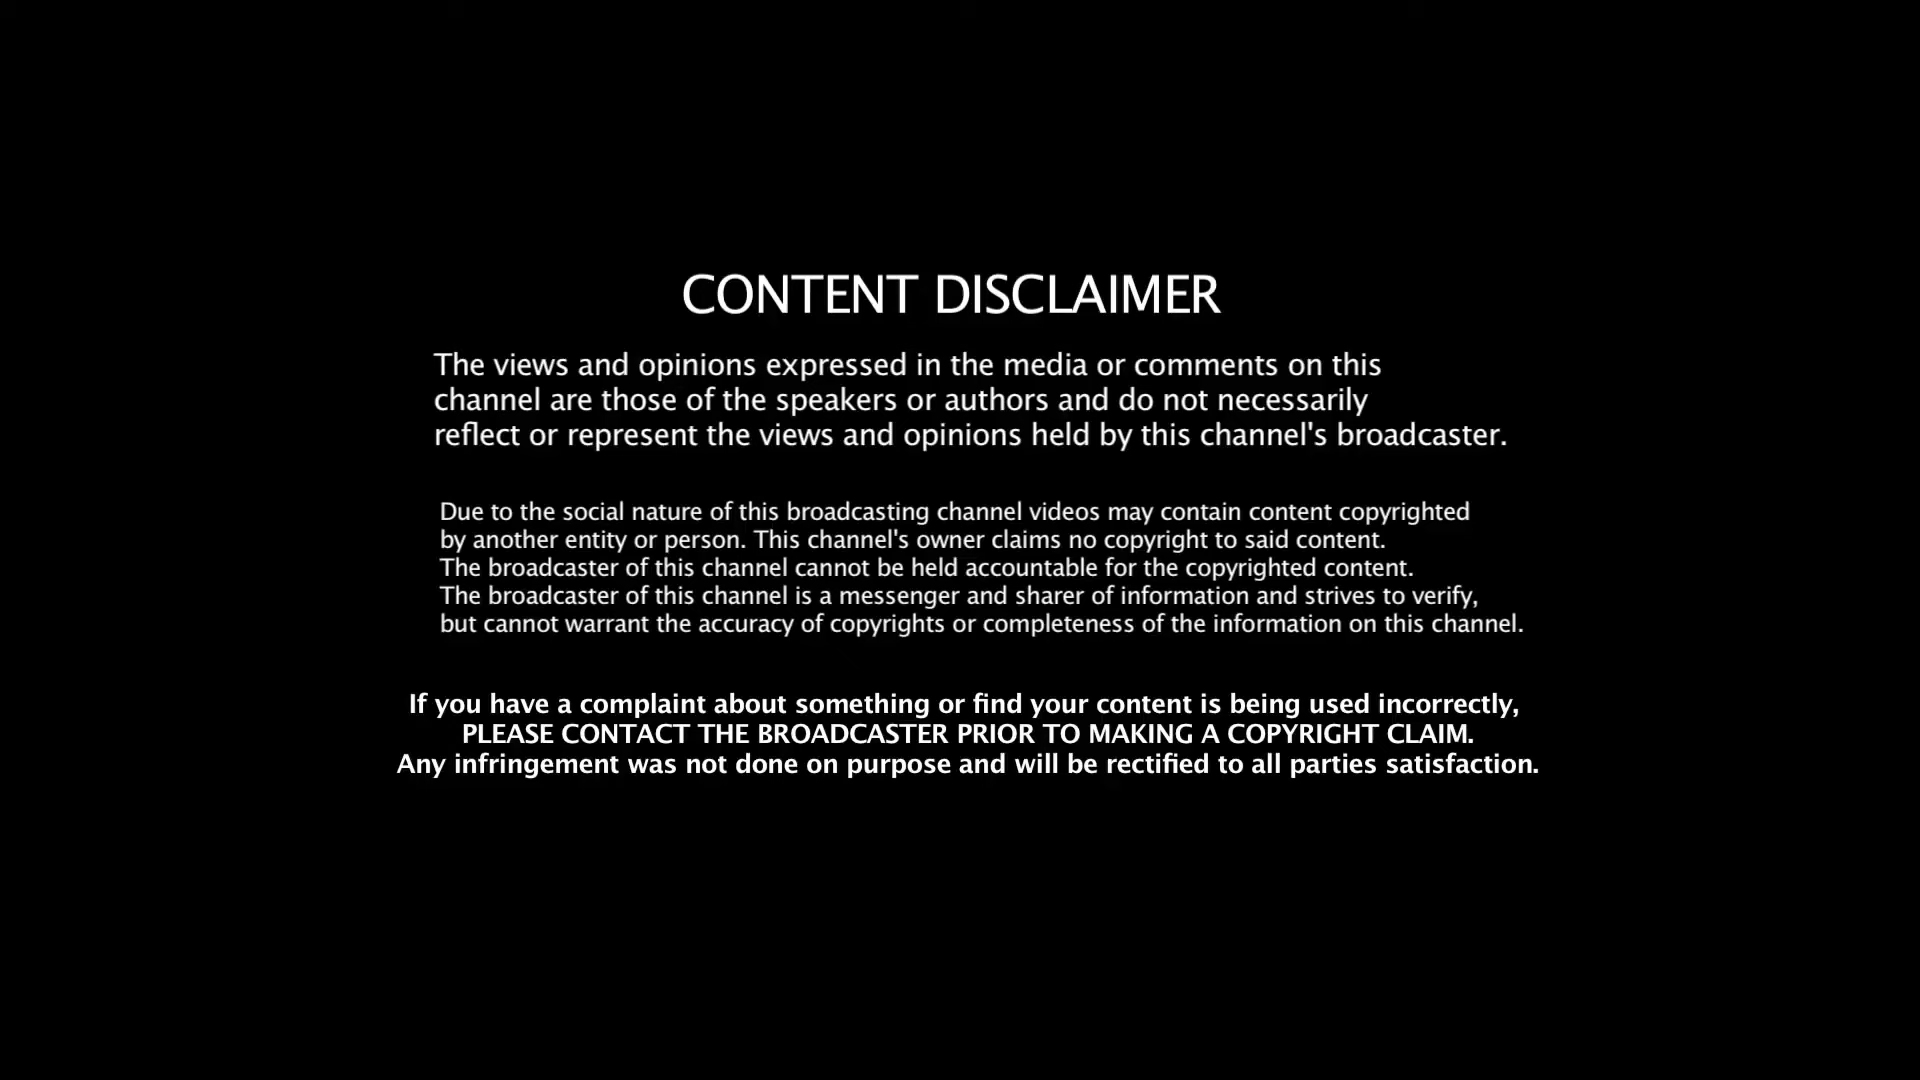 CONTENT DISCLAIMER
The views and opinions expressed in the media or comments on this
channel are those of the speakers or authors and do not necessarily
reflect or represent the views and opinions held by this channel's broadcaster.
Due to the social nature of this broadcasting channel videos may contain content copyrighted
by another entity or person. This channel's owner claims no copyright to said content.
The broadcaster of this channel cannot be held accountable for the copyrighted content.
The broadcaster of this channel is a messenger and sharer of information and strives to verify,
but cannot warrant the accuracy of copyrights or completeness of the information on this channel.
If you have a complaint about something or find your content is being used incorrectly,
PLEASE CONTACT THE BROADCASTER PRIOR TO MAKING A COPYRIGHT CLAIM.
Any infringement was not done on purpose and will be rectified to all parties satisfaction.